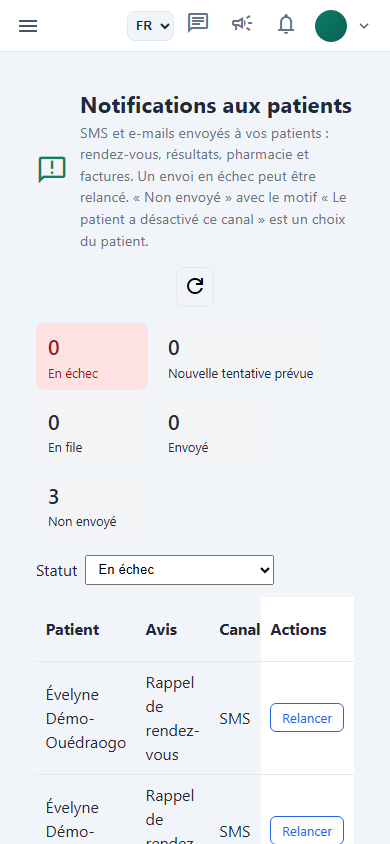 FR
Notifications aux patients
SMS et e-mails envoyés à vos patients :
rendez-vous, résultats, pharmacie et
factures. Un envoi en échec peut être
relancé. « Non envoyé » avec le motif « Le
patient a désactivé ce canal » est un choix
du patient.
0
En échec
0
Nouvelle tentative prévue
0
En file
0
Envoyé
3
Non envoyé
Statut En échec
Patient Avis Canal Actions
Évelyne
Démo-
Ouédraogo
Rappel
de
rendez-
vous
SMS
Relancer
Évelyne
Démo-
Rappel
de
rendez
SMS
Relancer